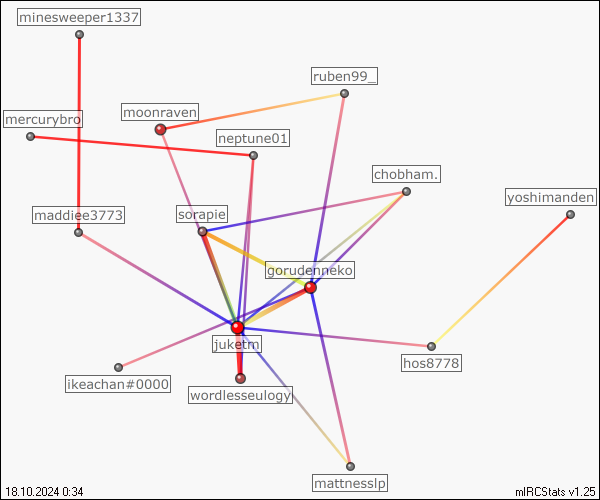 minesweeper1337
ruben99_
moonraven
mercurybro
neptune01
chobham.
yoshimanden
maddiee3773
sorapie
gorudenneko
juketm
hos8778
ikeachan#0000
wordlesseulogy
mattnesslp
18.10.2024 0:34
mIRCStats v1.25